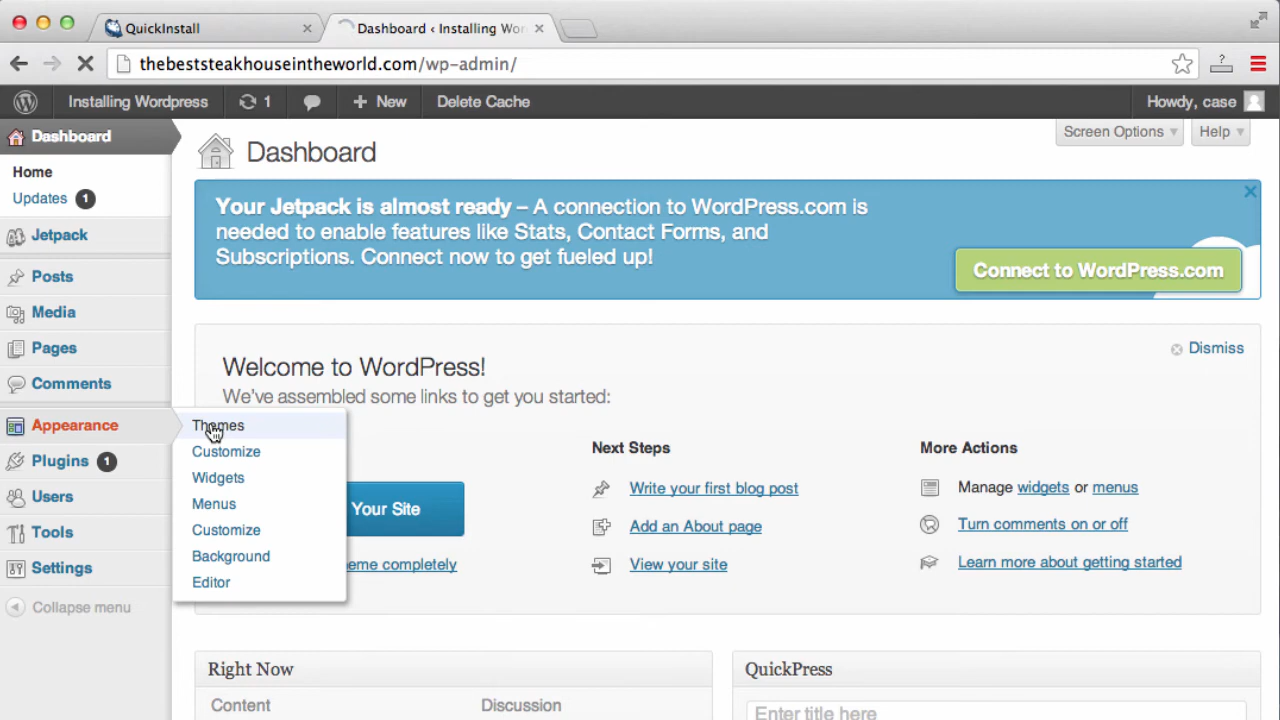 QuickInstall
Dashboard ‹ Installing Wor
thebeststeakhouseintheworld.com/wp-admin/
Installing Wordpress
1
New
Delete Cache
Howdy, case
Dashboard
Home
Updates 1
Jetpack
Posts
Media
Pages
Comments
Appearance
Plugins 1
Users
Tools
Settings
Collapse menu
Themes
Customize
Widgets
Menus
Customize
Background
Editor
Dashboard
Screen Options
Help
Your Jetpack is almost ready – A connection to WordPress.com is
needed to enable features like Stats, Contact Forms, and
Subscriptions. Connect now to get fueled up!
Connect to WordPress.com
Welcome to WordPress!
Dismiss
We've assembled some links to get you started:
Your Site
eme completely
Next Steps
Write your first blog post
Add an About page
View your site
More Actions
Manage widgets or menus
Turn comments on or off
Learn more about getting started
Right Now
Content
Discussion
QuickPress
Enter title here